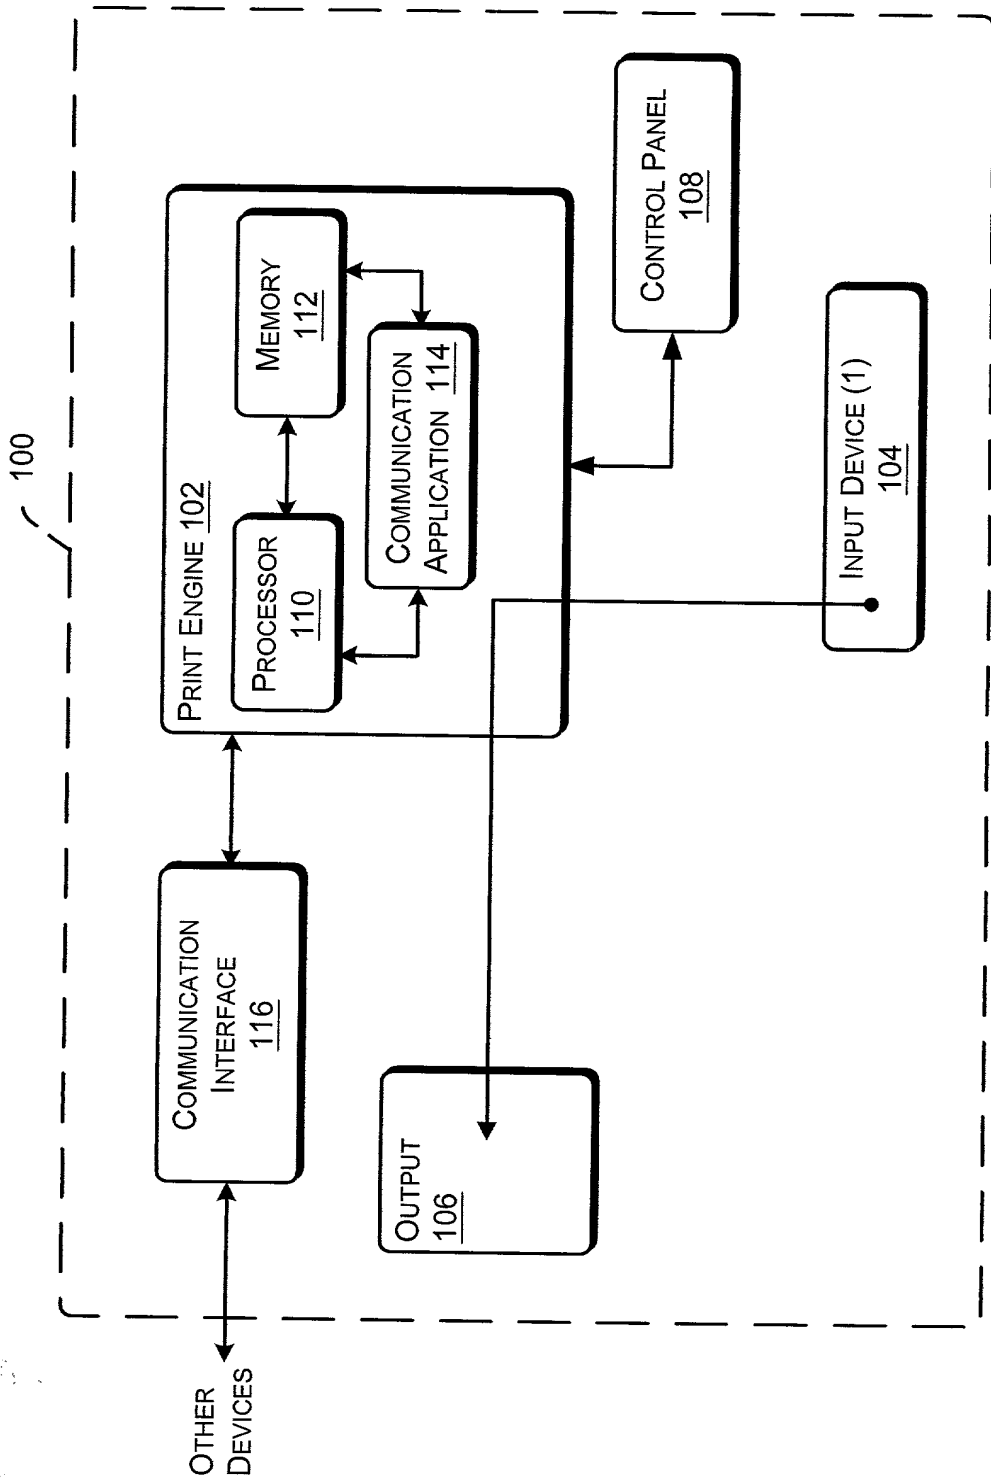 100
PRINT ENGINE 102
PROCESSOR
110
MEMORY
112
COMMUNICATION
APPLICATION 114
COMMUNICATION
INTERFACE
116
OTHER
DEVICES
OUTPUT
106
CONTROL PANEL
108
INPUT DEVICE (1)
104